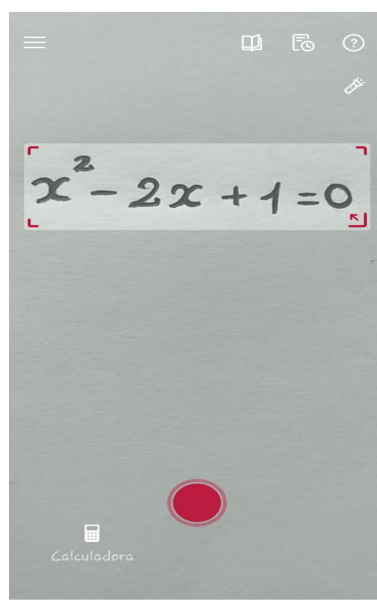 x² - 2x + 1 = 0
Calculadora